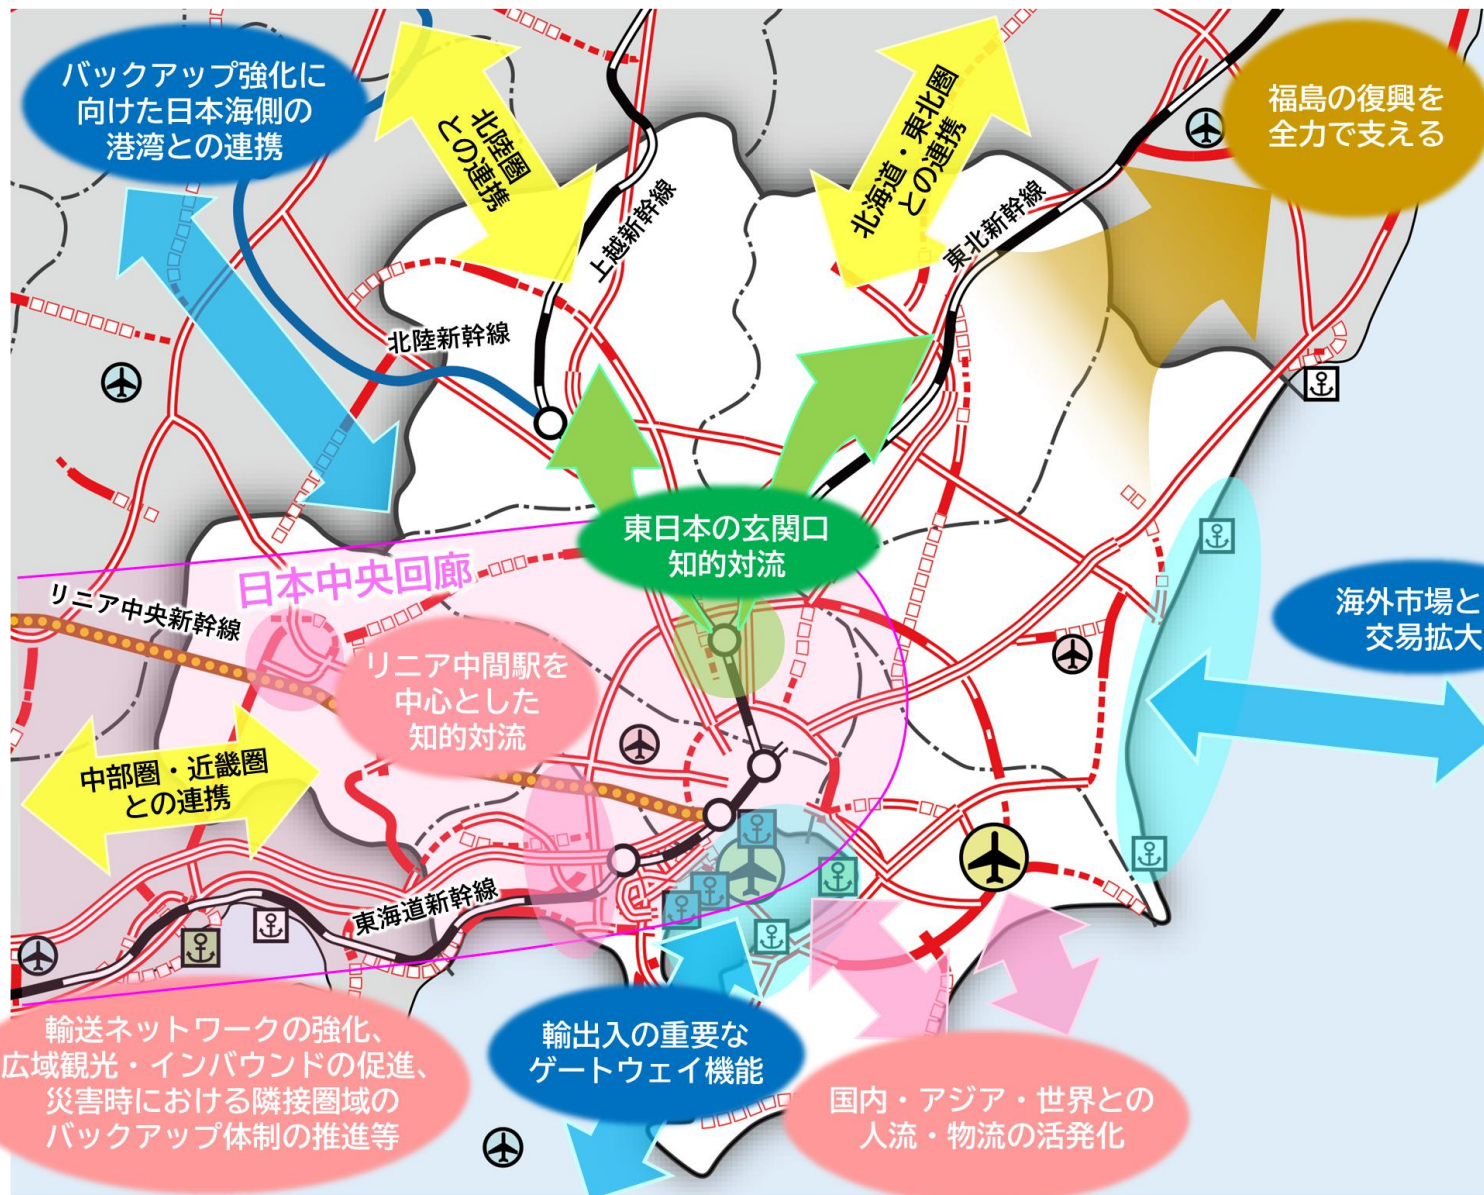 バックアップ強化に
向けた日本海側の
港湾との連携
北陸圏
との連携
北海道・東北圏
との連携
福島の復興を
全力で支える
上越新幹線
東北新幹線
北陸新幹線
東日本の玄関口
知的対流
日本中央回廊
リニア中央新幹線
リニア中間駅を
中心とした
知的対流
海外市場と
交易拡大
中部圏・近畿圏
との連携
東海道新幹線
輸送ネットワークの強化、
広域観光・インバウンドの促進、
災害時における隣接圏域の
バックアップ体制の推進等
輸出入の重要な
ゲートウェイ機能
国内・アジア・世界との
人流・物流の活発化